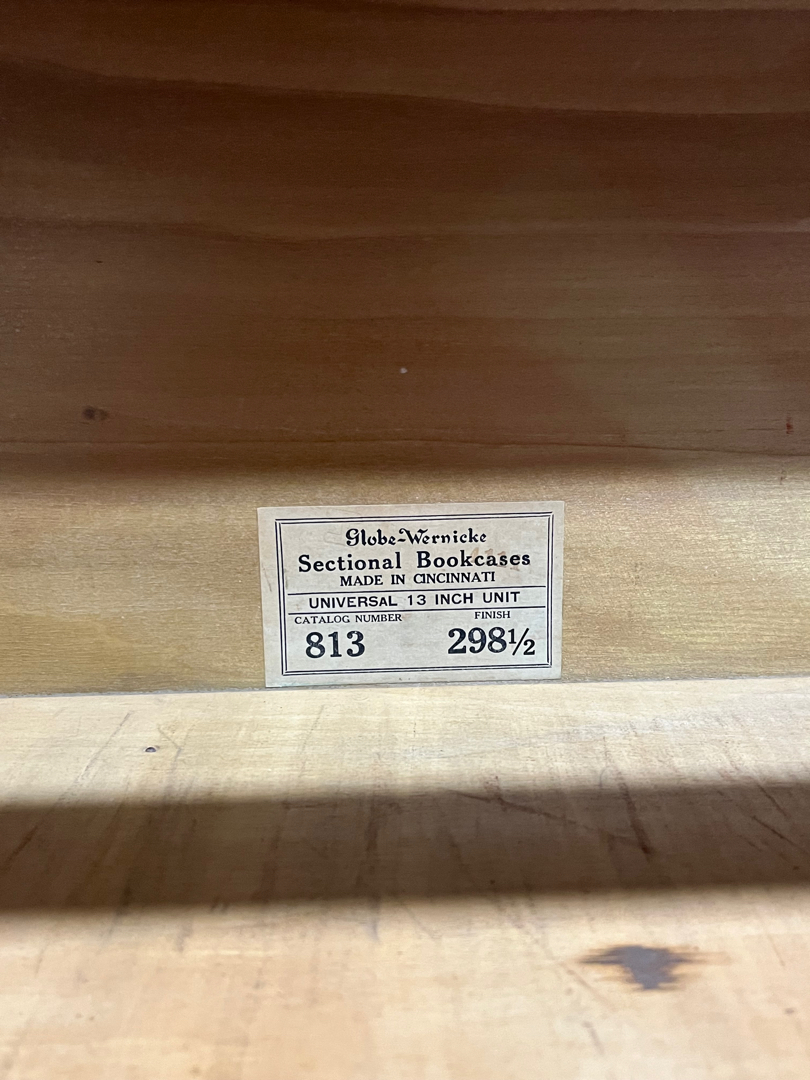 Globe-Wernicke
Sectional Bookcases
MADE IN CINCINNATI
UNIVERSAL 13 INCH UNIT
CATALOG NUMBER FINISH
813 298½